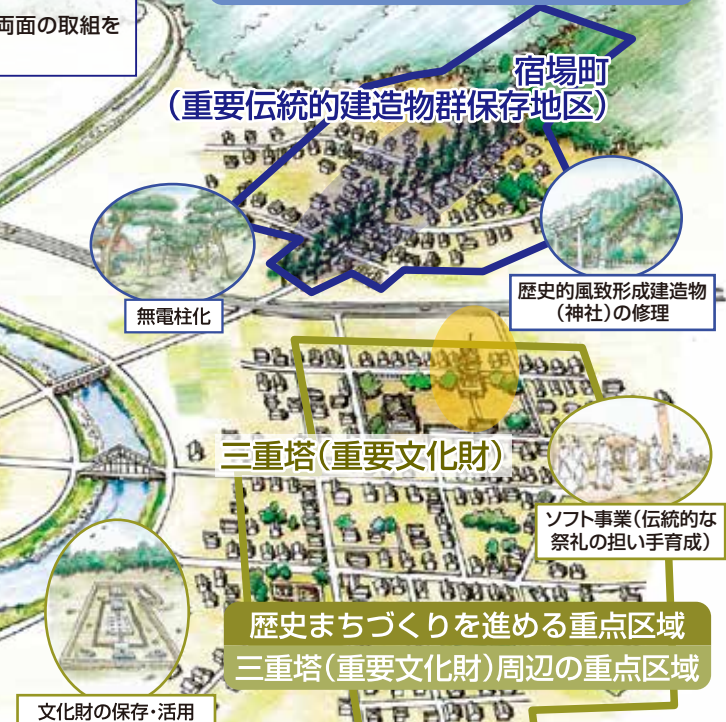 両面の取組を
宿場町
（重要伝統的建造物群保存地区）
無電柱化
歴史的風致形成建造物
（神社）の修理
三重塔（重要文化財）
ソフト事業（伝統的な
祭礼の担い手育成）
歴史まちづくりを進める重点区域
三重塔（重要文化財）周辺の重点区域
文化財の保存・活用